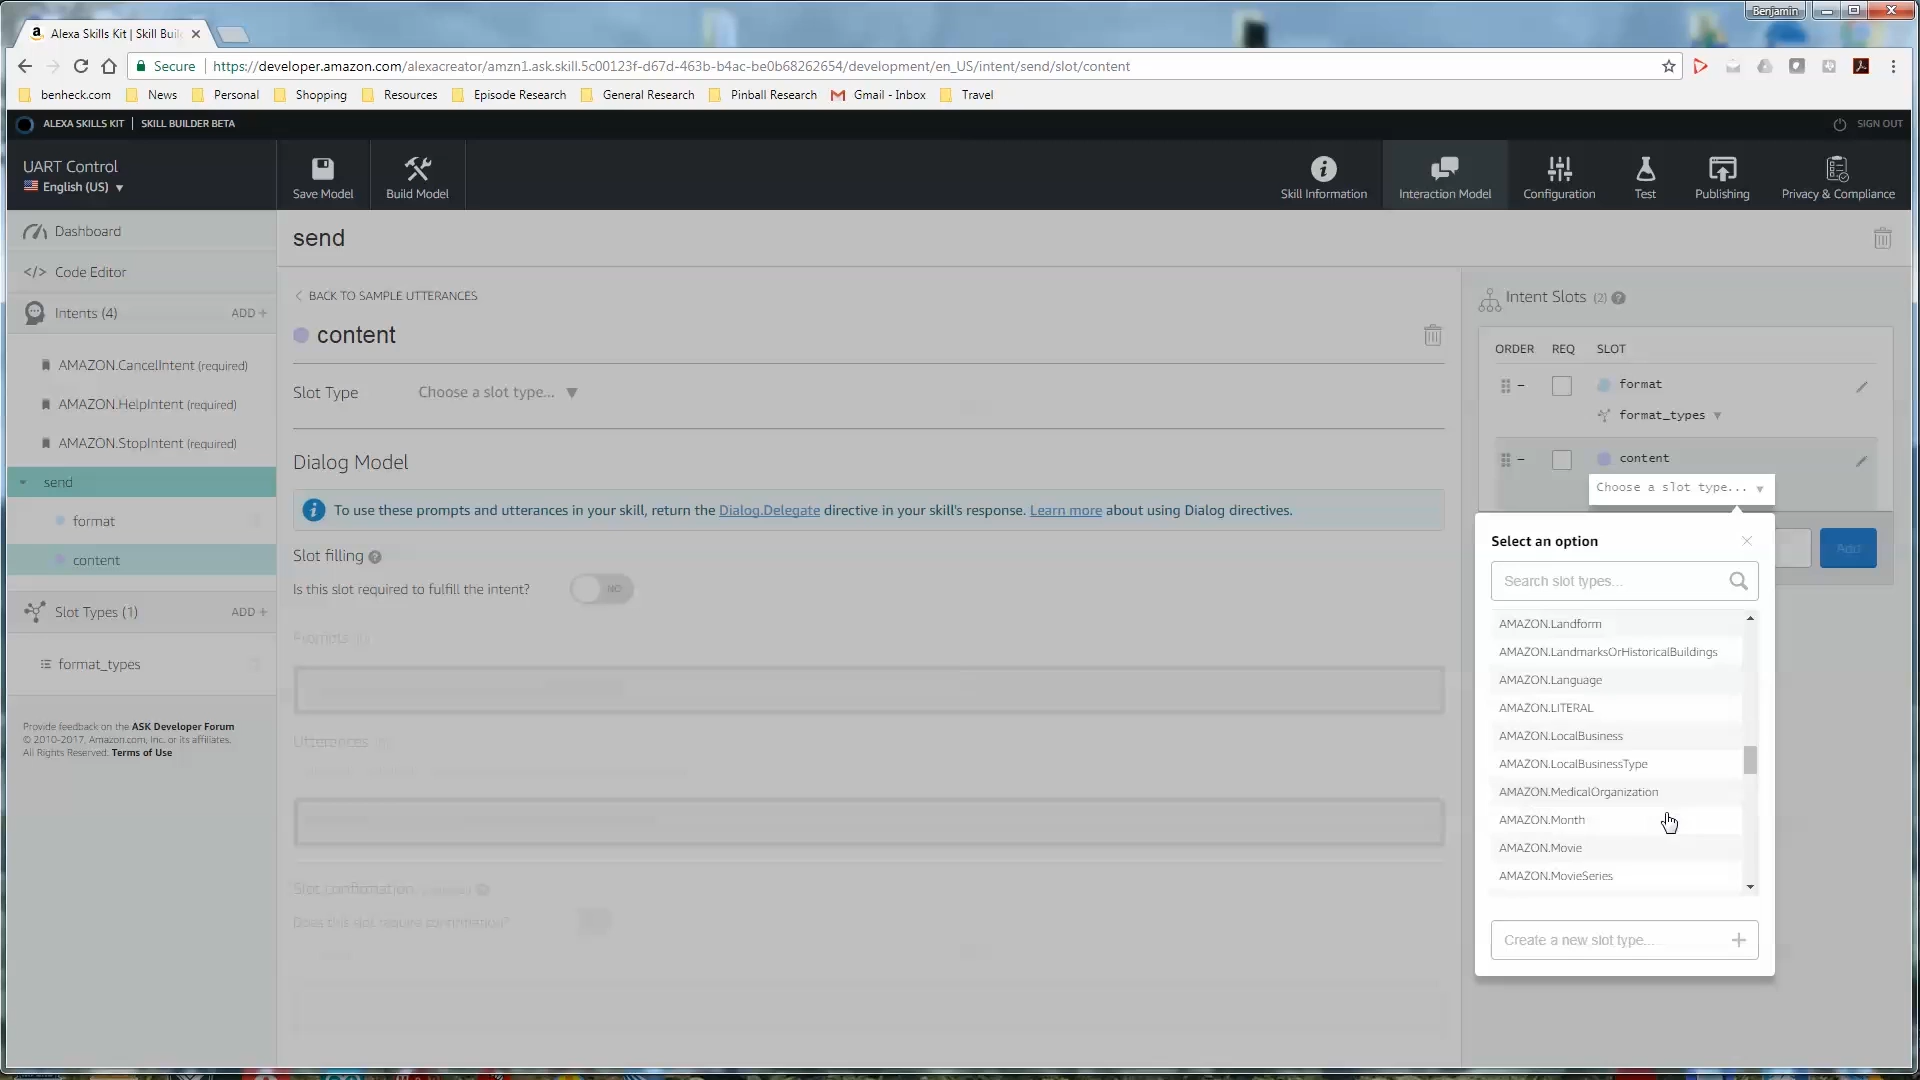 Benjamin
Alexa Skills Kit | Skill Buil
Secure https://developer.amazon.com/alexacreator/amzn1.ask.skill.5c00123f-d67d-463b-b4ac-be0b68262654/development/en_US/intent/send/slot/content
benheck.com News Personal Shopping Resources Episode Research General Research Pinball Research Gmail - Inbox Travel
ALEXA SKILLS KIT | SKILL BUILDER BETA SIGN OUT
UART Control
English (US)
Save Model Build Model Skill Information Interaction Model Configuration Test Publishing Privacy & Compliance
Dashboard
Code Editor
Intents (4) ADD +
AMAZON.CancelIntent (required)
AMAZON.HelpIntent (required)
AMAZON.StopIntent (required)
send
format
content
Slot Types (1) ADD +
format_types
Provide feedback on the ASK Developer Forum
© 2010-2017, Amazon.com, Inc. or its affiliates.
All Rights Reserved. Terms of Use
send
BACK TO SAMPLE UTTERANCES
content
Slot Type Choose a slot type...
Dialog Model
To use these prompts and utterances in your skill, return the Dialog.Delegate directive in your skill's response. Learn more about using Dialog directives.
Slot filling
Is this slot required to fulfill the intent? NO
Prompts
Utterances
Slot confirmation
Does this slot require confirmation?
Intent Slots (2)
ORDER REQ SLOT
format
format_types
content
Choose a slot type...
Add
Select an option
Search slot types...
AMAZON.Landform
AMAZON.LandmarksOrHistoricalBuildings
AMAZON.Language
AMAZON.LITERAL
AMAZON.LocalBusiness
AMAZON.LocalBusinessType
AMAZON.MedicalOrganization
AMAZON.Month
AMAZON.Movie
AMAZON.MovieSeries
Create a new slot type... +